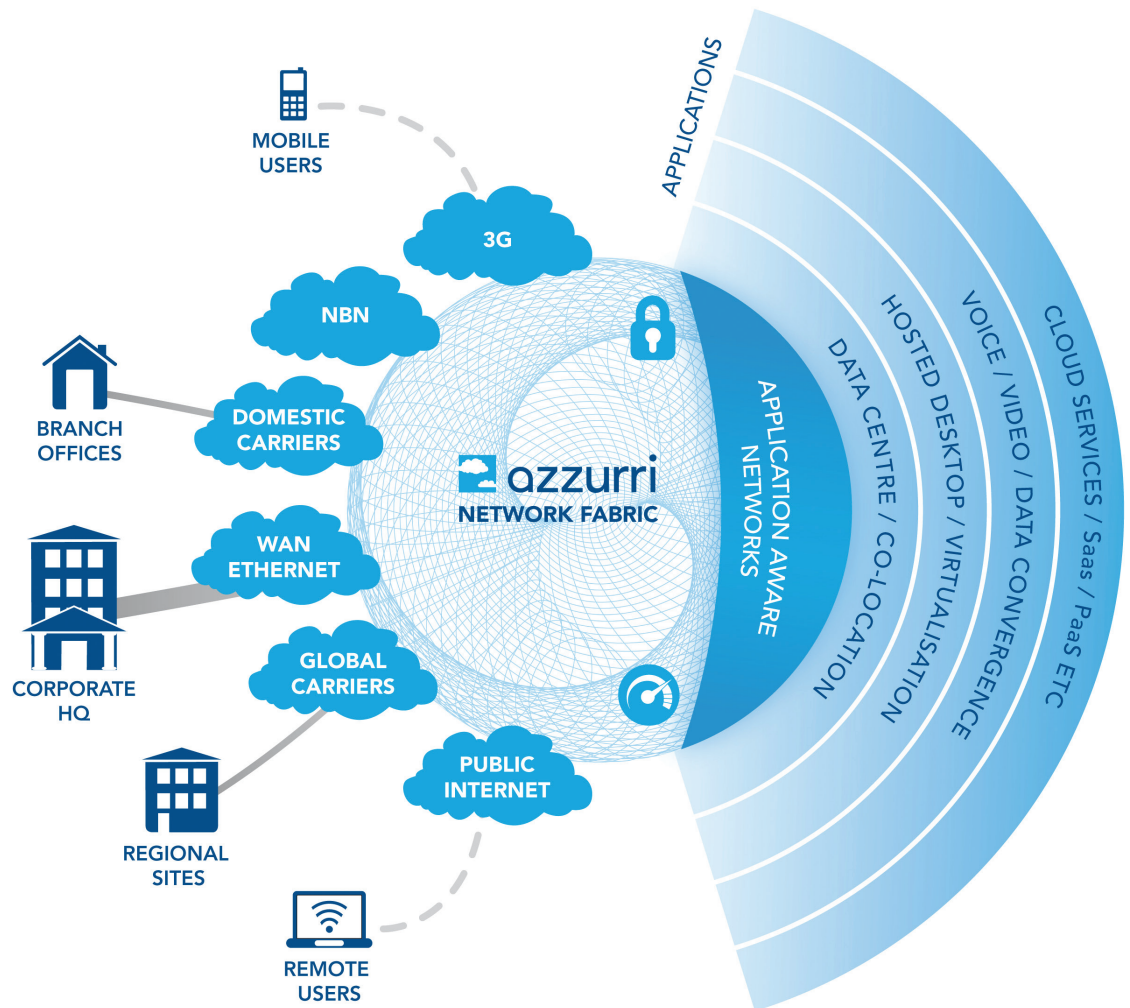 MOBILE
USERS
3G
NBN
BRANCH
OFFICES
DOMESTIC
CARRIERS
WAN
ETHERNET
CORPORATE
HQ
GLOBAL
CARRIERS
REGIONAL
SITES
PUBLIC
INTERNET
REMOTE
USERS
azzurri
NETWORK FABRIC
APPLICATION AWARE
NETWORKS
APPLICATIONS
DATA CENTRE / CO-LOCATION
HOSTED DESKTOP / VIRTUALISATION
VOICE / VIDEO / DATA CONVERGENCE
CLOUD SERVICES / Saas / PaaS ETC